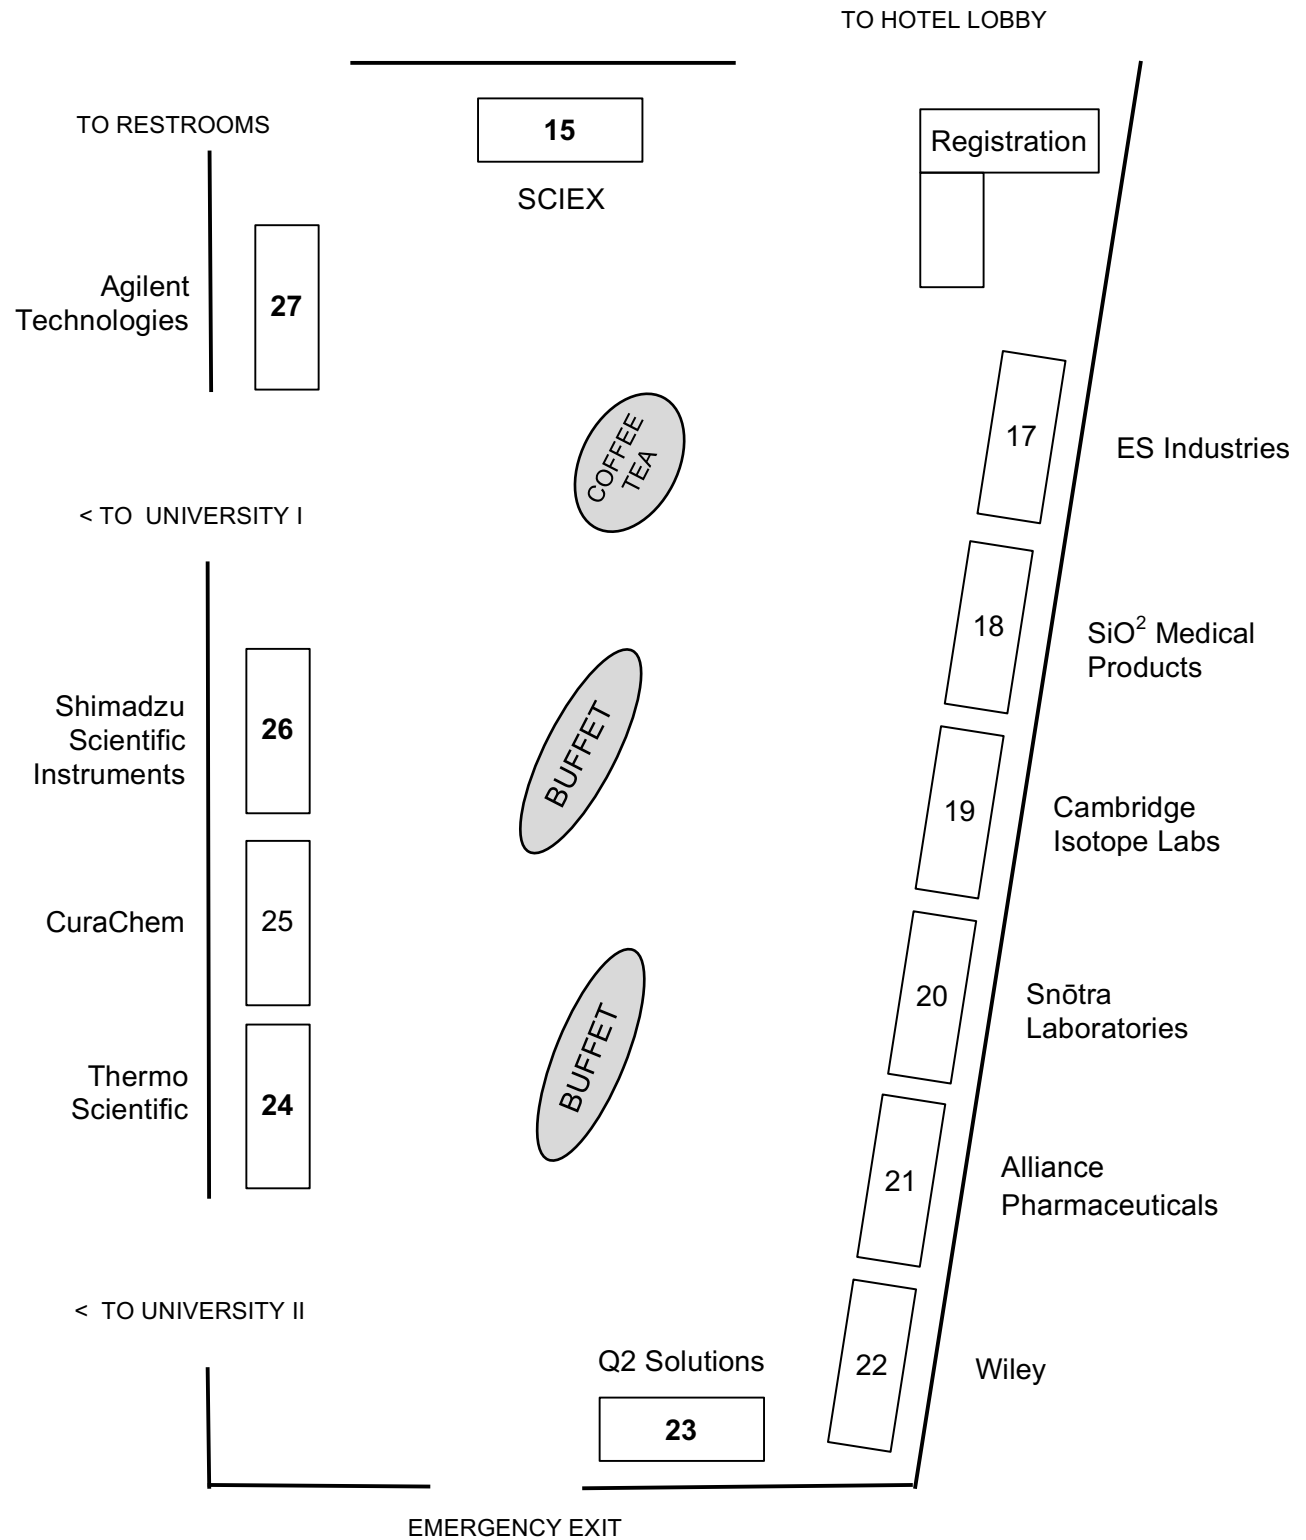 TO HOTEL LOBBY
TO RESTROOMS
15
SCIEX
Registration
Agilent
Technologies
27
COFFEE
TEA
17
ES Industries
< TO UNIVERSITY I
18
SiO² Medical
Products
Shimadzu
Scientific
Instruments
26
BUFFET
19
Cambridge
Isotope Labs
CuraChem
25
20
Snōtra
Laboratories
Thermo
Scientific
24
BUFFET
21
Alliance
Pharmaceuticals
< TO UNIVERSITY II
Q2 Solutions
23
22
Wiley
EMERGENCY EXIT